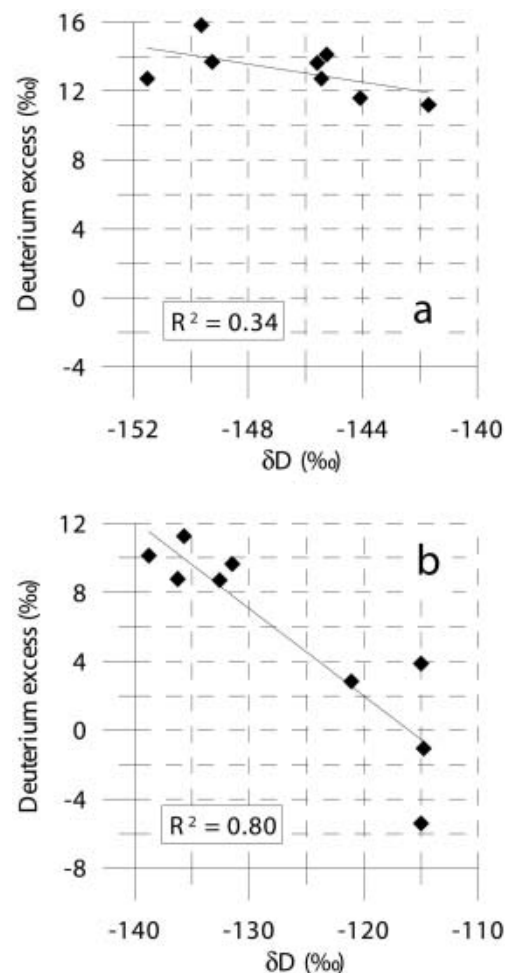 16
12
8
4
0
-4
Deuterium excess (‰)
R² = 0.34
a
-152 -148 -144 -140
δD (‰)
12
8
4
0
-4
-8
Deuterium excess (‰)
b
R² = 0.80
-140 -130 -120 -110
δD (‰)